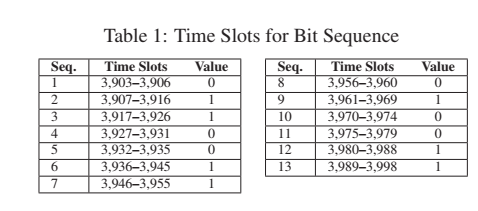 Table 1: Time Slots for Bit Sequence
Seq. Time Slots Value
1 3,903–3,906 0
2 3,907–3,916 1
3 3,917–3,926 1
4 3,927–3,931 0
5 3,932–3,935 0
6 3,936–3,945 1
7 3,946–3,955 1
Seq. Time Slots Value
8 3,956–3,960 0
9 3,961–3,969 1
10 3,970–3,974 0
11 3,975–3,979 0
12 3,980–3,988 1
13 3,989–3,998 1